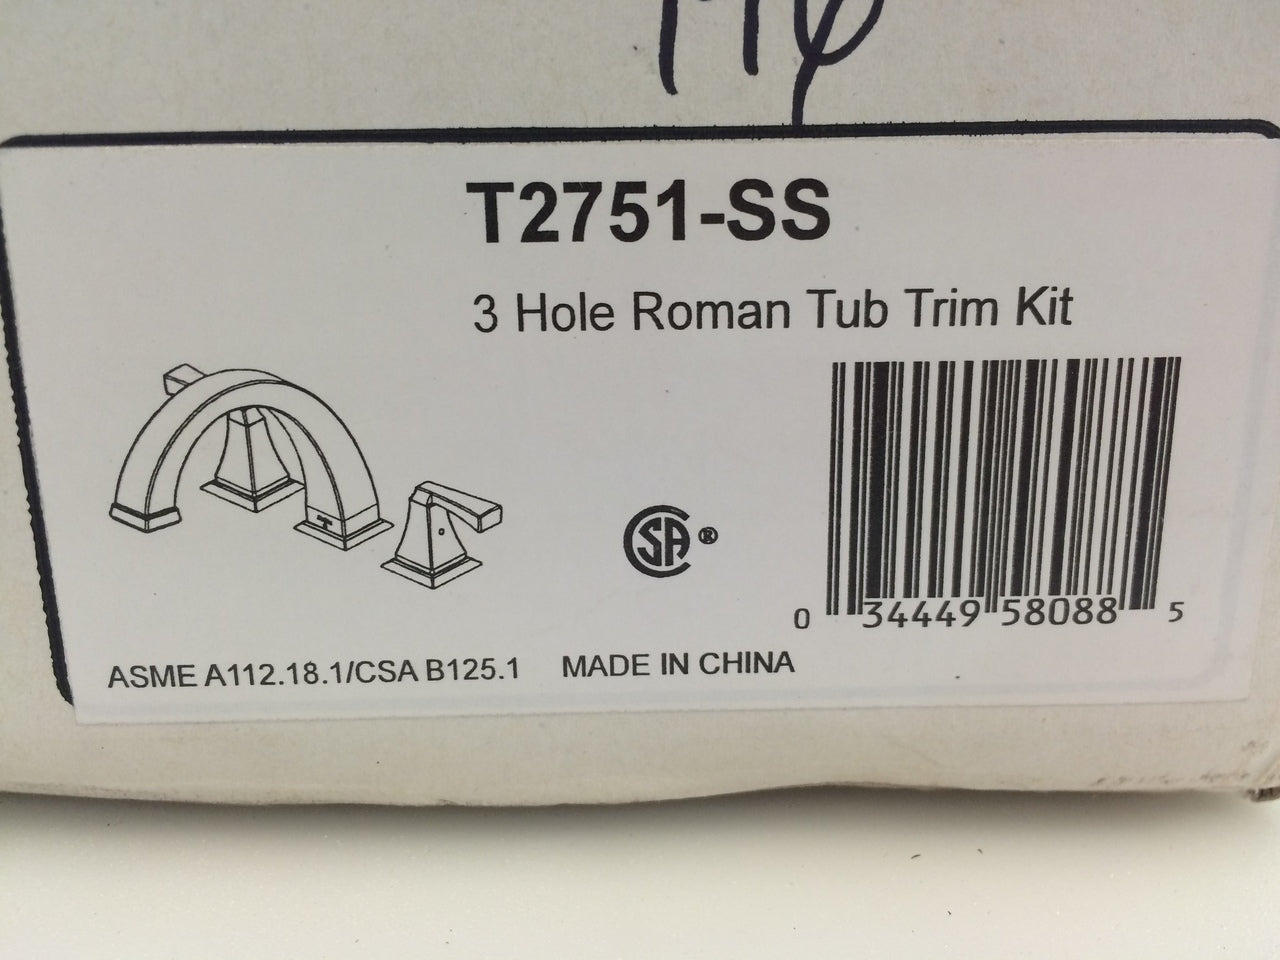 T2751-SS
3 Hole Roman Tub Trim Kit
CSA®
0 34449 58088 5
ASME A112.18.1/CSA B125.1 MADE IN CHINA